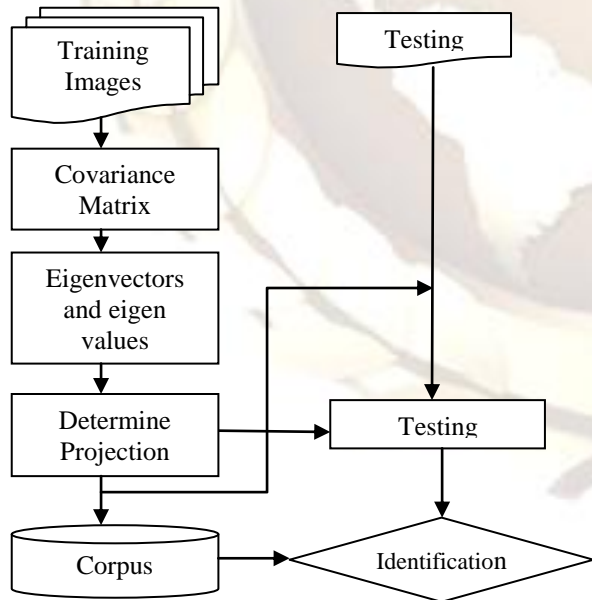 Training
Images
Testing
Covariance
Matrix
Eigenvectors
and eigen
values
Determine
Projection
Testing
Corpus
Identification